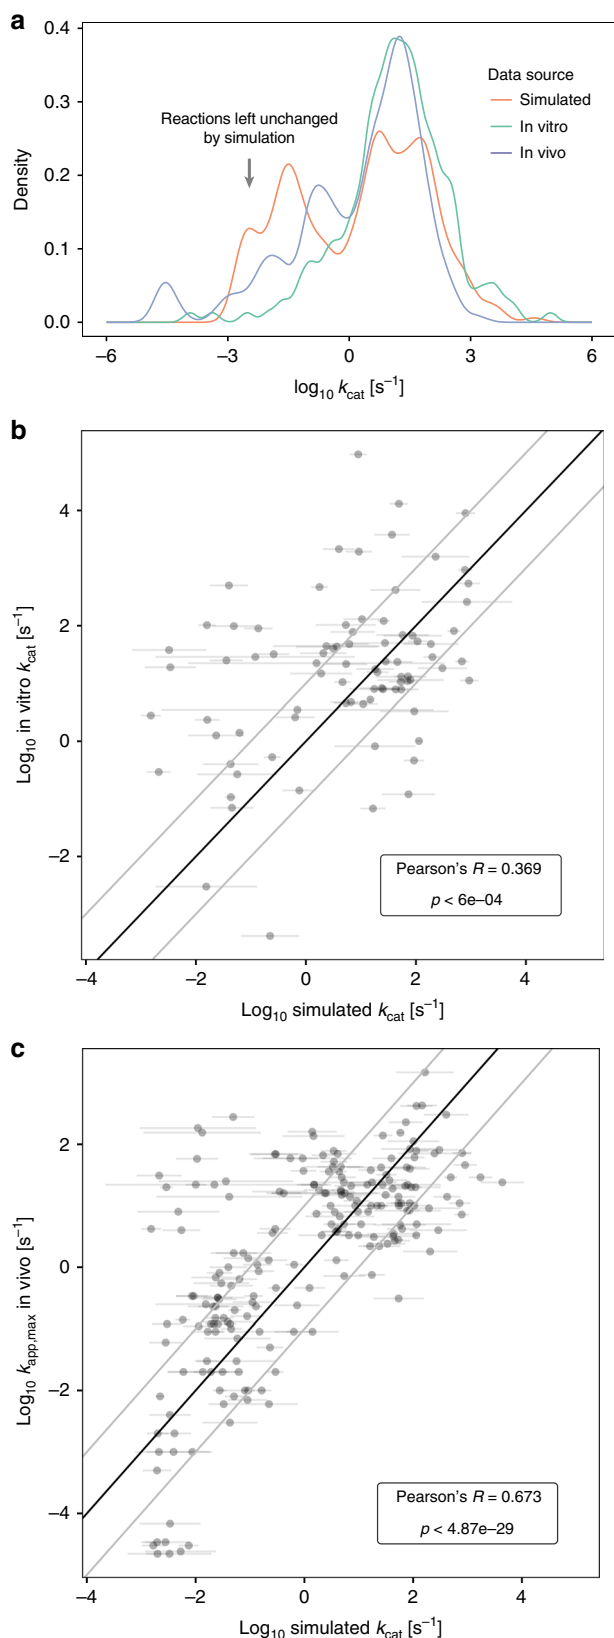 a
0.4
0.3
0.2
0.1
0.0
Density
Reactions left unchanged
by simulation
Data source
Simulated
In vitro
In vivo
−6
−3
0
3
6
log10 kcat [s−1]
b
4
2
0
−2
Log10 in vitro kcat [s−1]
Pearson's R = 0.369
p < 6e−04
−4
−2
0
2
4
Log10 simulated kcat [s−1]
c
2
0
−2
−4
Log10 kapp,max in vivo [s−1]
Pearson's R = 0.673
p < 4.87e−29
−4
−2
0
2
4
Log10 simulated kcat [s−1]